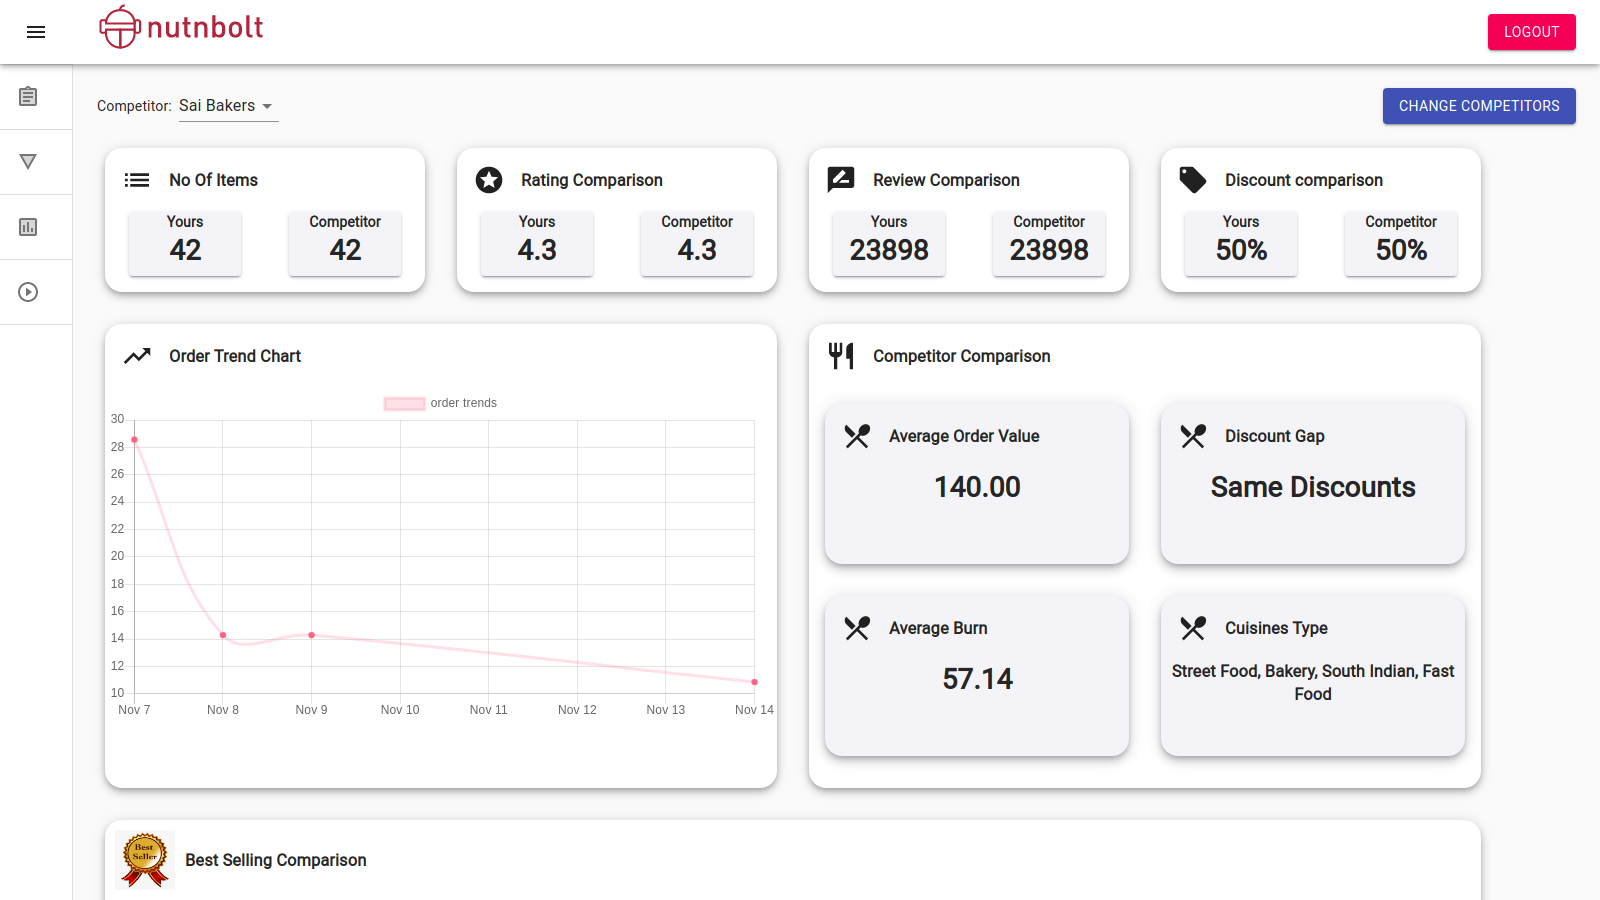 nutnbolt
LOGOUT
Competitor: Sai Bakers
CHANGE COMPETITORS
No Of Items
Yours
42
Competitor
42
Rating Comparison
Yours
4.3
Competitor
4.3
Review Comparison
Yours
23898
Competitor
23898
Discount comparison
Yours
50%
Competitor
50%
Order Trend Chart
order trends
30
28
26
24
22
20
18
16
14
12
10
Nov 7 Nov 8 Nov 9 Nov 10 Nov 11 Nov 12 Nov 13 Nov 14
Competitor Comparison
Average Order Value
140.00
Discount Gap
Same Discounts
Average Burn
57.14
Cuisines Type
Street Food, Bakery, South Indian, Fast
Food
Best
Seller
Best Selling Comparison